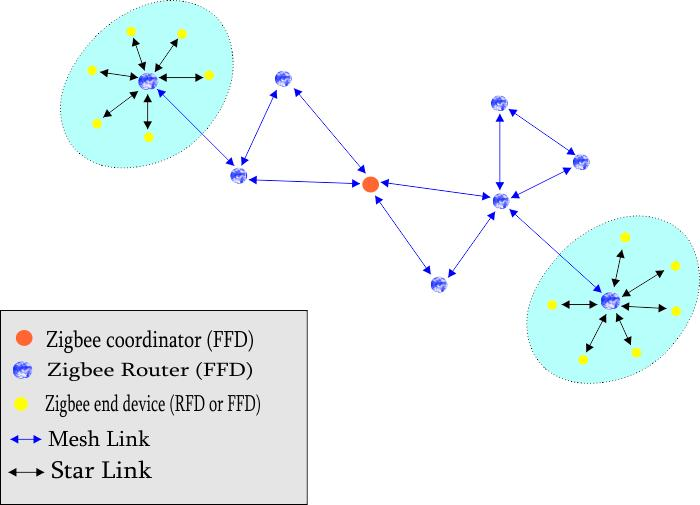 Zigbee coordinator (FFD)
Zigbee Router (FFD)
Zigbee end device (RFD or FFD)
Mesh Link
Star Link